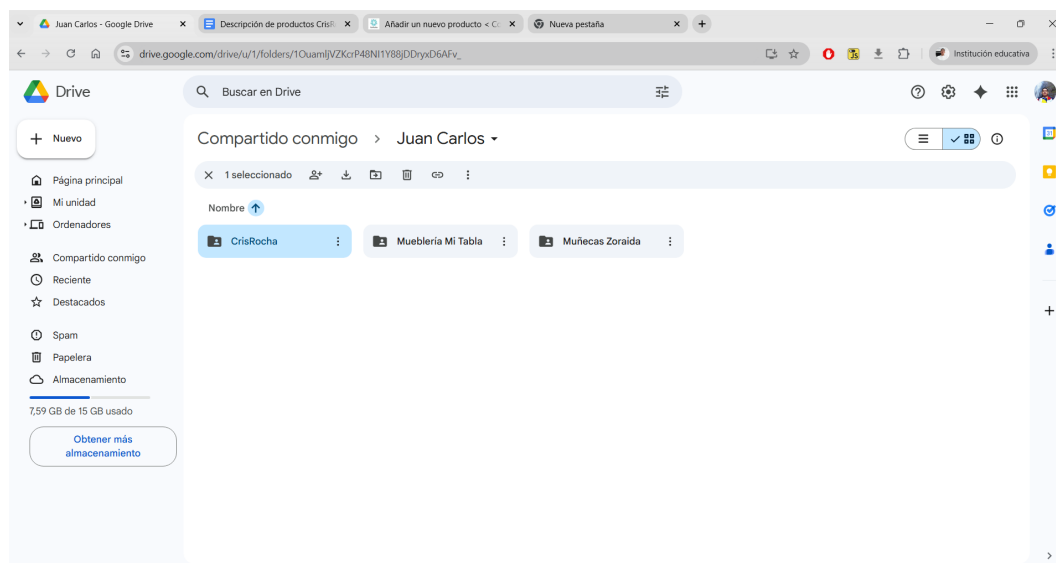 Juan Carlos - Google Drive
Descripción de productos CrisR
Añadir un nuevo producto < Co
Nueva pestaña
drive.google.com/drive/u/1/folders/1OuamIjVZKcrP48NI1Y88jDDryxD6AFv_
JS
Institución educativa
Drive
Buscar en Drive
Nuevo
Compartido conmigo > Juan Carlos
31
1 seleccionado
Página principal
Mi unidad
Ordenadores
Nombre
CrisRocha
Mueblería Mi Tabla
Muñecas Zoraida
Compartido conmigo
Reciente
Destacados
Spam
Papelera
Almacenamiento
7,59 GB de 15 GB usado
Obtener más
almacenamiento